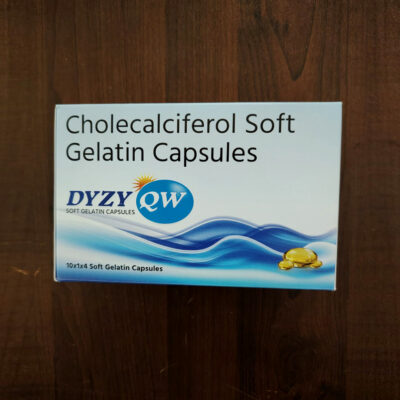 Cholecalciferol Soft
Gelatin Capsules
DYZY QW
SOFT GELATIN CAPSULES
10x1x4 Soft Gelatin Capsules